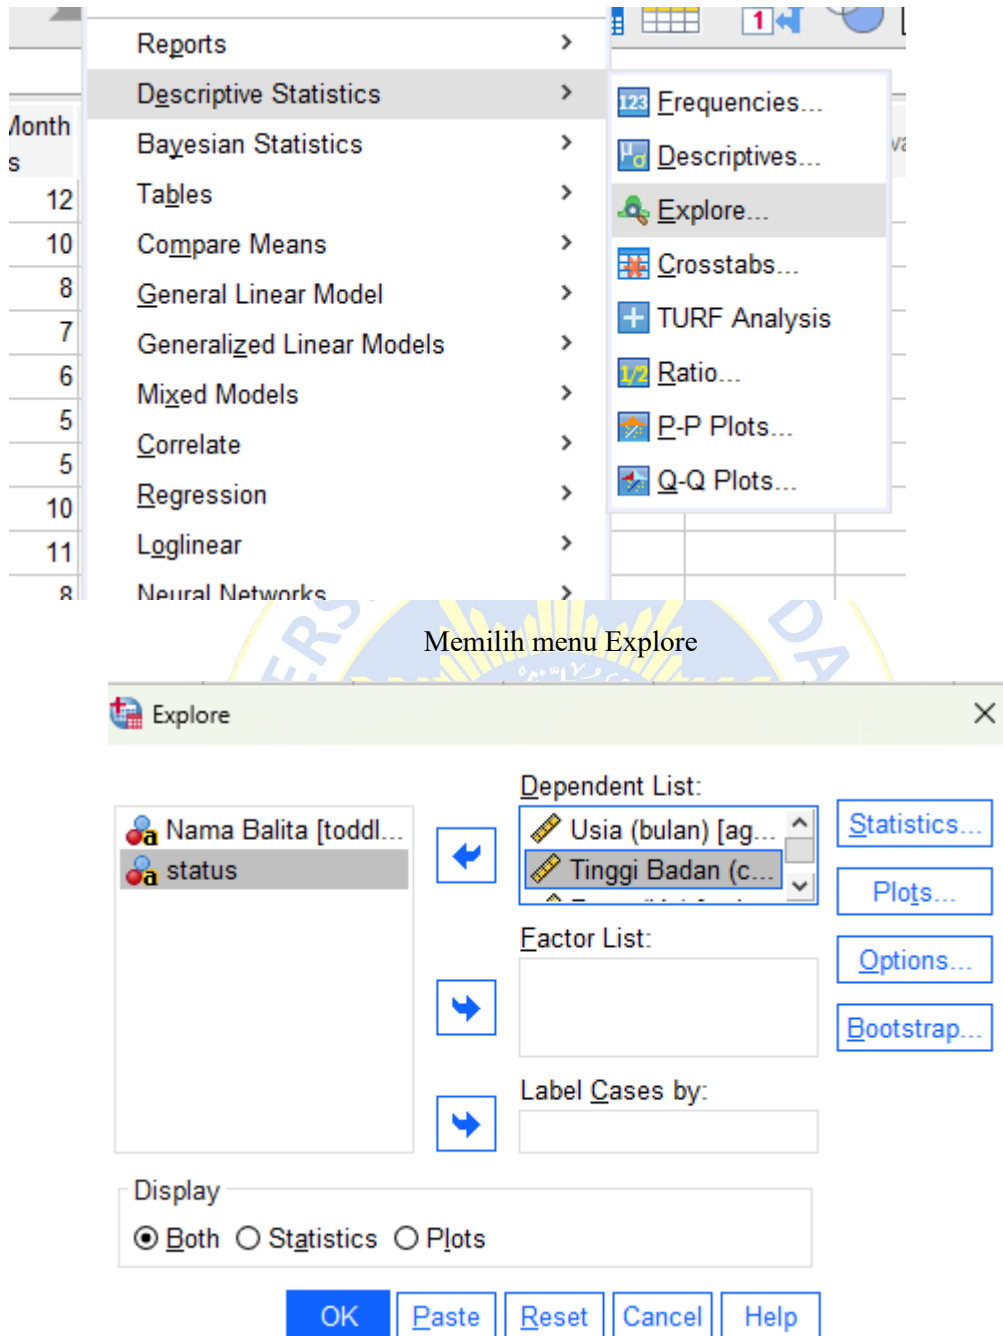 Reports
Descriptive Statistics
Bayesian Statistics
Tables
Compare Means
General Linear Model
Generalized Linear Models
Mixed Models
Correlate
Regression
Loglinear
Neural Networks
Frequencies...
Descriptives...
Explore...
Crosstabs...
TURF Analysis
Ratio...
P-P Plots...
Q-Q Plots...
Month
s
12
10
8
7
6
5
5
10
11
8
Memilih menu Explore
Explore
Nama Balita [toddl...
status
Dependent List:
Usia (bulan) [ag...
Tinggi Badan (c...
Factor List:
Label Cases by:
Statistics...
Plots...
Options...
Bootstrap...
Display
Both Statistics Plots
OK Paste Reset Cancel Help